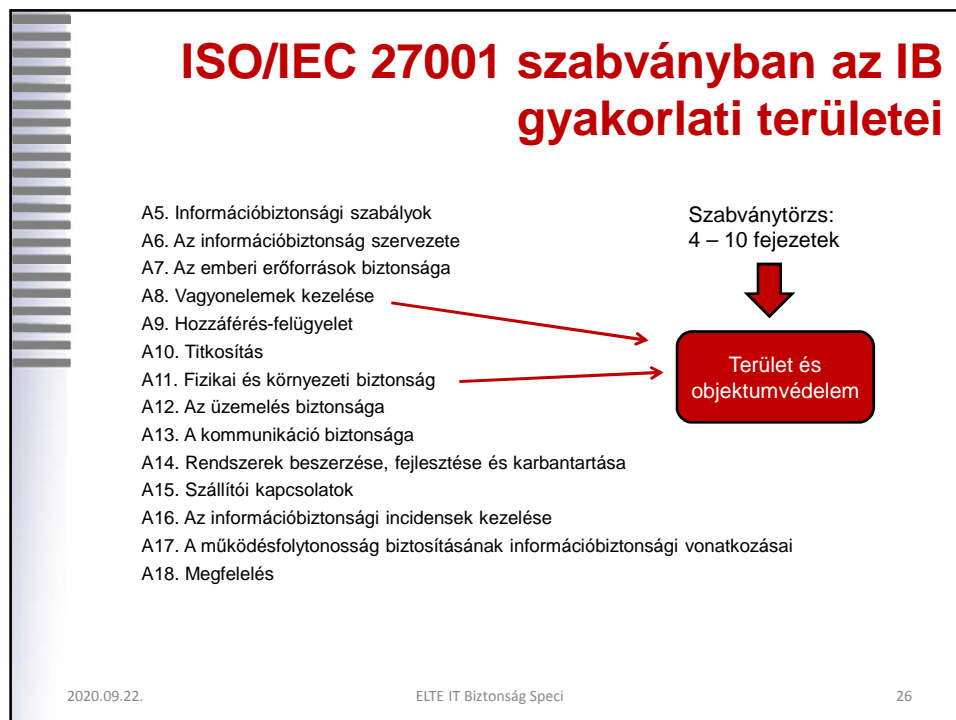 ISO/IEC 27001 szabványban az IB
gyakorlati területei
A5. Információbiztonsági szabályok
A6. Az információbiztonság szervezete
A7. Az emberi erőforrások biztonsága
A8. Vagyonelemek kezelése
A9. Hozzáférés-felügyelet
A10. Titkosítás
A11. Fizikai és környezeti biztonság
A12. Az üzemelés biztonsága
A13. A kommunikáció biztonsága
A14. Rendszerek beszerzése, fejlesztése és karbantartása
A15. Szállítói kapcsolatok
A16. Az információbiztonsági incidensek kezelése
A17. A működésfolytonosság biztosításának információbiztonsági vonatkozásai
A18. Megfelelés
Szabványtörzs:
4 – 10 fejezetek
Terület és
objektumvédelem
2020.09.22.
ELTE IT Biztonság Speci
26